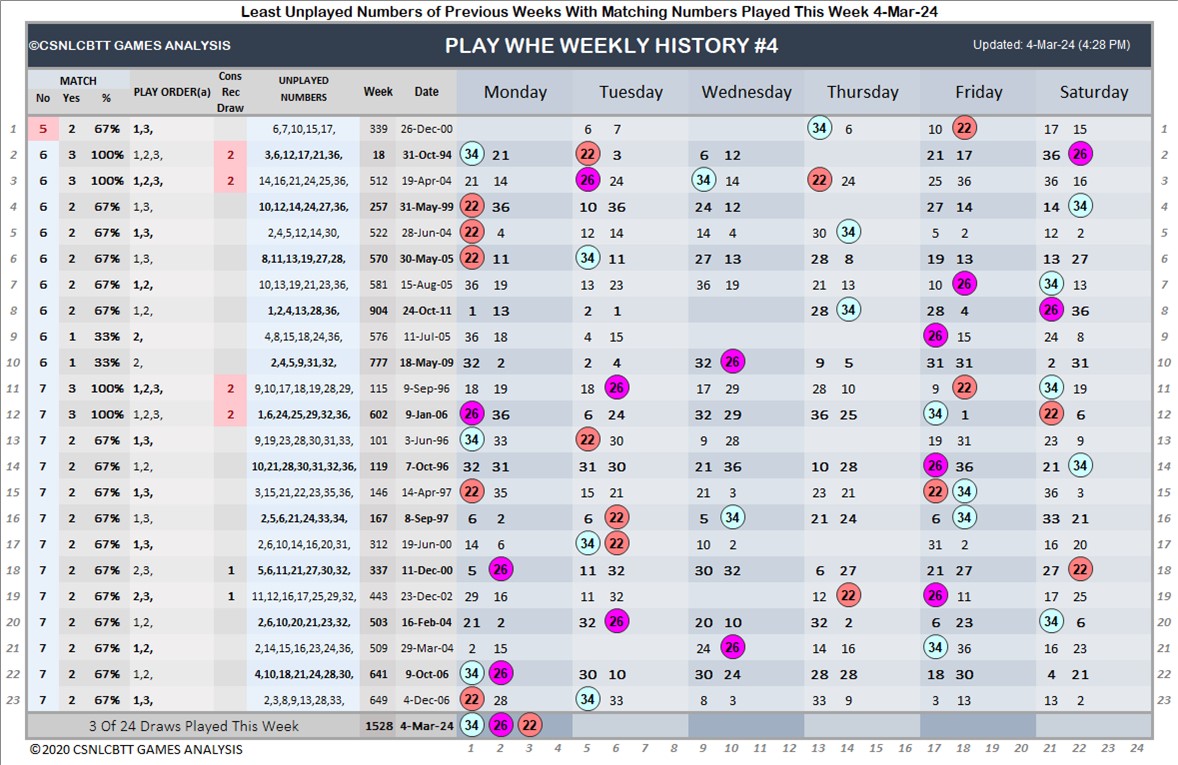 Least Unplayed Numbers of Previous Weeks With Matching Numbers Played This Week 4-Mar-24
©CSNLCBTT GAMES ANALYSIS PLAY WHE WEEKLY HISTORY #4 Updated: 4-Mar-24 (4:28 PM)
MATCH No Yes % PLAY ORDER(a) Cons Rec Draw UNPLAYED NUMBERS Week Date Monday Tuesday Wednesday Thursday Friday Saturday
1 5 2 67% 1,3, 6,7,10,15,17, 339 26-Dec-00 6 7 34 6 10 22 17 15 1
2 6 3 100% 1,2,3, 2 3,6,12,17,21,36, 18 31-Oct-94 34 21 22 3 6 12 21 17 36 26 2
3 6 3 100% 1,2,3, 2 14,16,21,24,25,36, 512 19-Apr-04 21 14 26 24 34 14 22 24 25 36 36 16 3
4 6 2 67% 1,3, 10,12,14,24,27,36, 257 31-May-99 22 36 10 36 24 12 27 14 14 34 4
5 6 2 67% 1,3, 2,4,5,12,14,30, 522 28-Jun-04 22 4 12 14 14 4 30 34 5 2 12 2 5
6 6 2 67% 1,3, 8,11,13,19,27,28, 570 30-May-05 22 11 34 11 27 13 28 8 19 13 13 27 6
7 6 2 67% 1,2, 10,13,19,21,23,36, 581 15-Aug-05 36 19 13 23 36 19 21 13 10 26 34 13 7
8 6 2 67% 1,2, 1,2,4,13,28,36, 904 24-Oct-11 1 13 2 1 28 34 28 4 26 36 8
9 6 1 33% 2, 4,8,15,18,24,36, 576 11-Jul-05 36 18 4 15 26 15 24 8 9
10 6 1 33% 2, 2,4,5,9,31,32, 777 18-May-09 32 2 2 4 32 26 9 5 31 31 2 31 10
11 7 3 100% 1,2,3, 2 9,10,17,18,19,28,29, 115 9-Sep-96 18 19 18 26 17 29 28 10 9 22 34 19 11
12 7 3 100% 1,2,3, 2 1,6,24,25,29,32,36, 602 9-Jan-06 26 36 6 24 32 29 36 25 34 1 22 6 12
13 7 2 67% 1,3, 9,19,23,28,30,31,33, 101 3-Jun-96 34 33 22 30 9 28 19 31 23 9 13
14 7 2 67% 1,2, 10,21,28,30,31,32,36, 119 7-Oct-96 32 31 31 30 21 36 10 28 26 36 21 34 14
15 7 2 67% 1,3, 3,15,21,22,23,35,36, 146 14-Apr-97 22 35 15 21 21 3 23 21 22 34 36 3 15
16 7 2 67% 1,3, 2,5,6,21,24,33,34, 167 8-Sep-97 6 2 6 22 5 34 21 24 6 34 33 21 16
17 7 2 67% 1,3, 2,6,10,14,16,20,31, 312 19-Jun-00 14 6 34 22 10 2 31 2 16 20 17
18 7 2 67% 2,3, 1 5,6,11,21,27,30,32, 337 11-Dec-00 5 26 11 32 30 32 6 27 21 27 27 22 18
19 7 2 67% 2,3, 1 11,12,16,17,25,29,32, 443 23-Dec-02 29 16 11 32 12 22 26 11 17 25 19
20 7 2 67% 1,2, 2,6,10,20,21,23,32, 503 16-Feb-04 21 2 32 26 20 10 32 2 6 23 34 6 20
21 7 2 67% 1,2, 2,14,15,16,23,24,36, 509 29-Mar-04 2 15 24 26 14 16 34 36 16 23 21
22 7 2 67% 1,2, 4,10,18,21,24,28,30, 641 9-Oct-06 34 26 30 10 30 24 28 28 18 30 4 21 22
23 7 2 67% 1,3, 2,3,8,9,13,28,33, 649 4-Dec-06 22 28 34 33 8 3 33 9 3 13 13 2 23
3 Of 24 Draws Played This Week 1528 4-Mar-24 34 26 22
© 2020 CSNLCBTT GAMES ANALYSIS 1 2 3 4 5 6 7 8 9 10 11 12 13 14 15 16 17 18 19 20 21 22 23 24